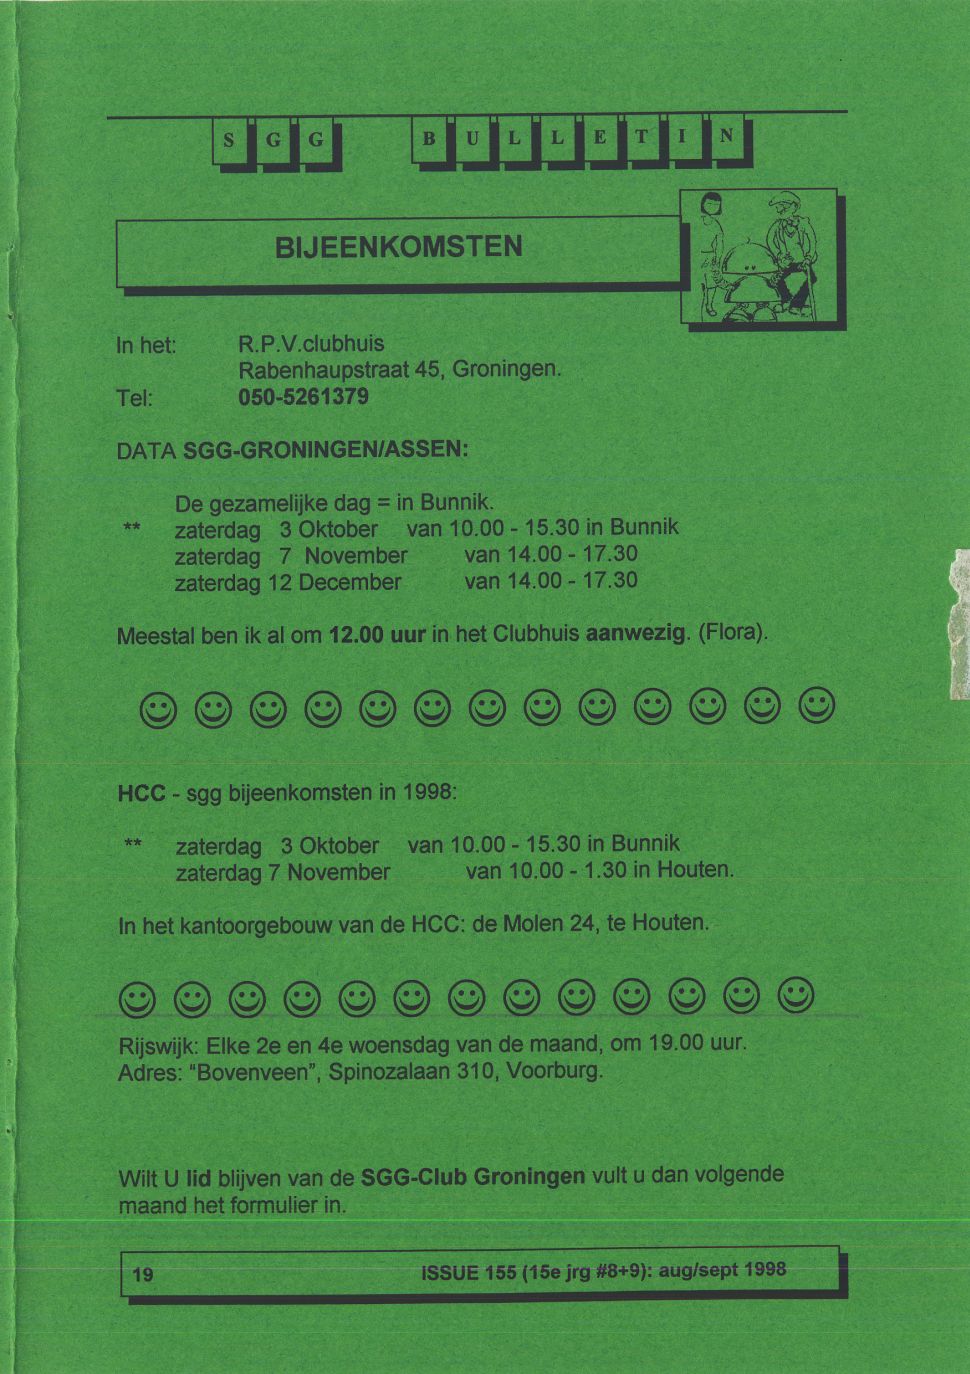 SGG BULLETIN
BIJEENKOMSTEN
In het: R.P.V.clubhuis
Rabenhaupstraat 45, Groningen.
Tel: 050-5261379
DATA SGG-GRONINGEN/ASSEN:
De gezamelijke dag = in Bunnik.
** zaterdag 3 Oktober van 10.00 - 15.30 in Bunnik
zaterdag 7 November van 14.00 - 17.30
zaterdag 12 December van 14.00 - 17.30
Meestal ben ik al om 12.00 uur in het Clubhuis aanwezig. (Flora).
HCC - sgg bijeenkomsten in 1998:
** zaterdag 3 Oktober van 10.00 - 15.30 in Bunnik
zaterdag 7 November van 10.00 - 1.30 in Houten.
In het kantoorgebouw van de HCC: de Molen 24, te Houten.
Rijswijk: Elke 2e en 4e woensdag van de maand, om 19.00 uur.
Adres: “Bovenveen”, Spinozalaan 310, Voorburg.
Wilt U lid blijven van de SGG-Club Groningen vult u dan volgende
maand het formulier in.
19 ISSUE 155 (15e jrg #8+9): aug/sept 1998